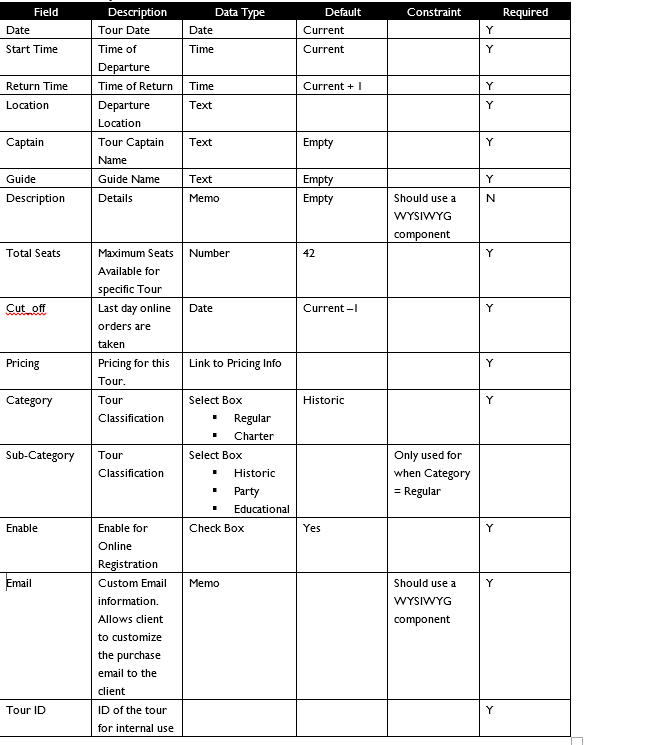 Field Description Data Type Default Constraint Required
Date Tour Date Date Current Y
Start Time Time of Time Current Y
Departure
Return Time Time of Return Time Current + 1 Y
Location Departure Text Y
Location
Captain Tour Captain Text Empty Y
Name
Guide Guide Name Text Empty Y
Description Details Memo Empty Should use a N
WYSIWYG
component
Total Seats Maximum Seats Number 42 Y
Available for
specific Tour
Cut_off Last day online Date Current –1 Y
orders are
taken
Pricing Pricing for this Link to Pricing Info Y
Tour.
Category Tour Select Box Historic Y
Classification ▪ Regular
▪ Charter
Sub-Category Tour Select Box Only used for
Classification ▪ Historic when Category
▪ Party = Regular
▪ Educational
Enable Enable for Check Box Yes Y
Online
Registration
Email Custom Email Memo Should use a Y
information. WYSIWYG
Allows client component
to customize
the purchase
email to the
client
Tour ID ID of the tour Y
for internal use